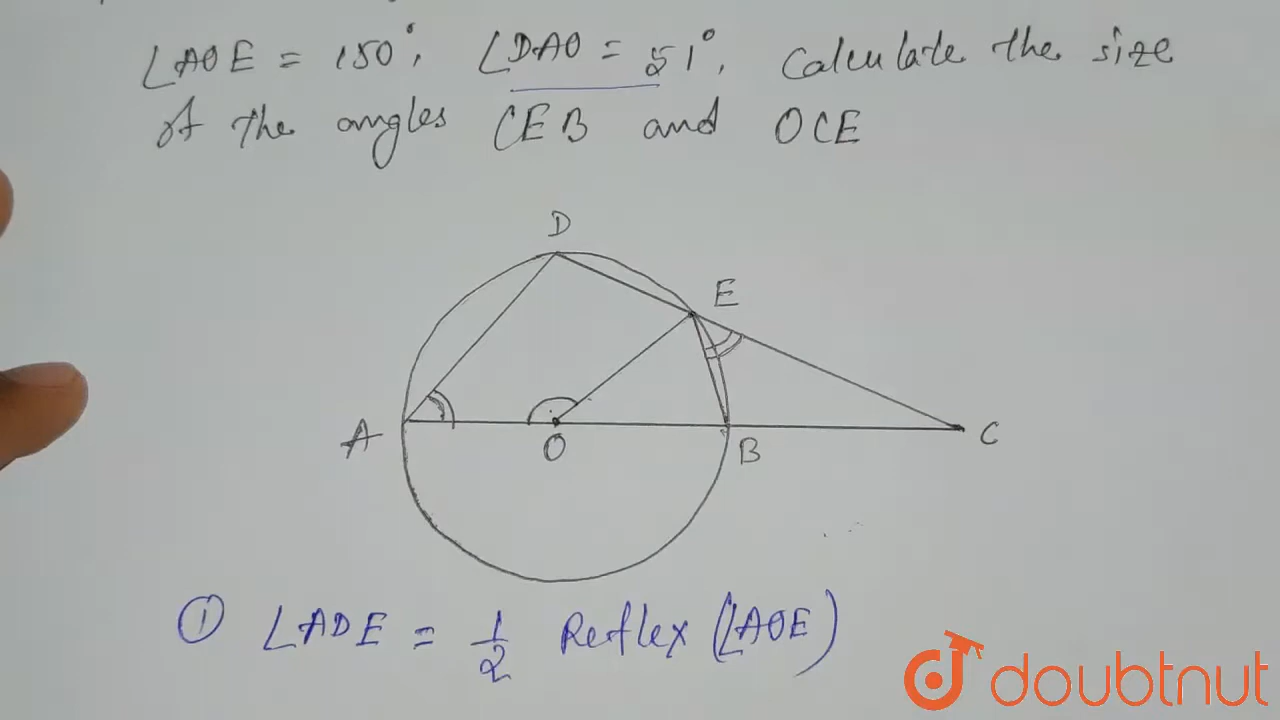 ∠AOE = 150°, ∠DAO = 51°, Calculate the size
of the angles CEB and OCE
D
E
A
O
B
C
① ∠ADE = 1/2 Reflex (∠AOE)
doubtnut